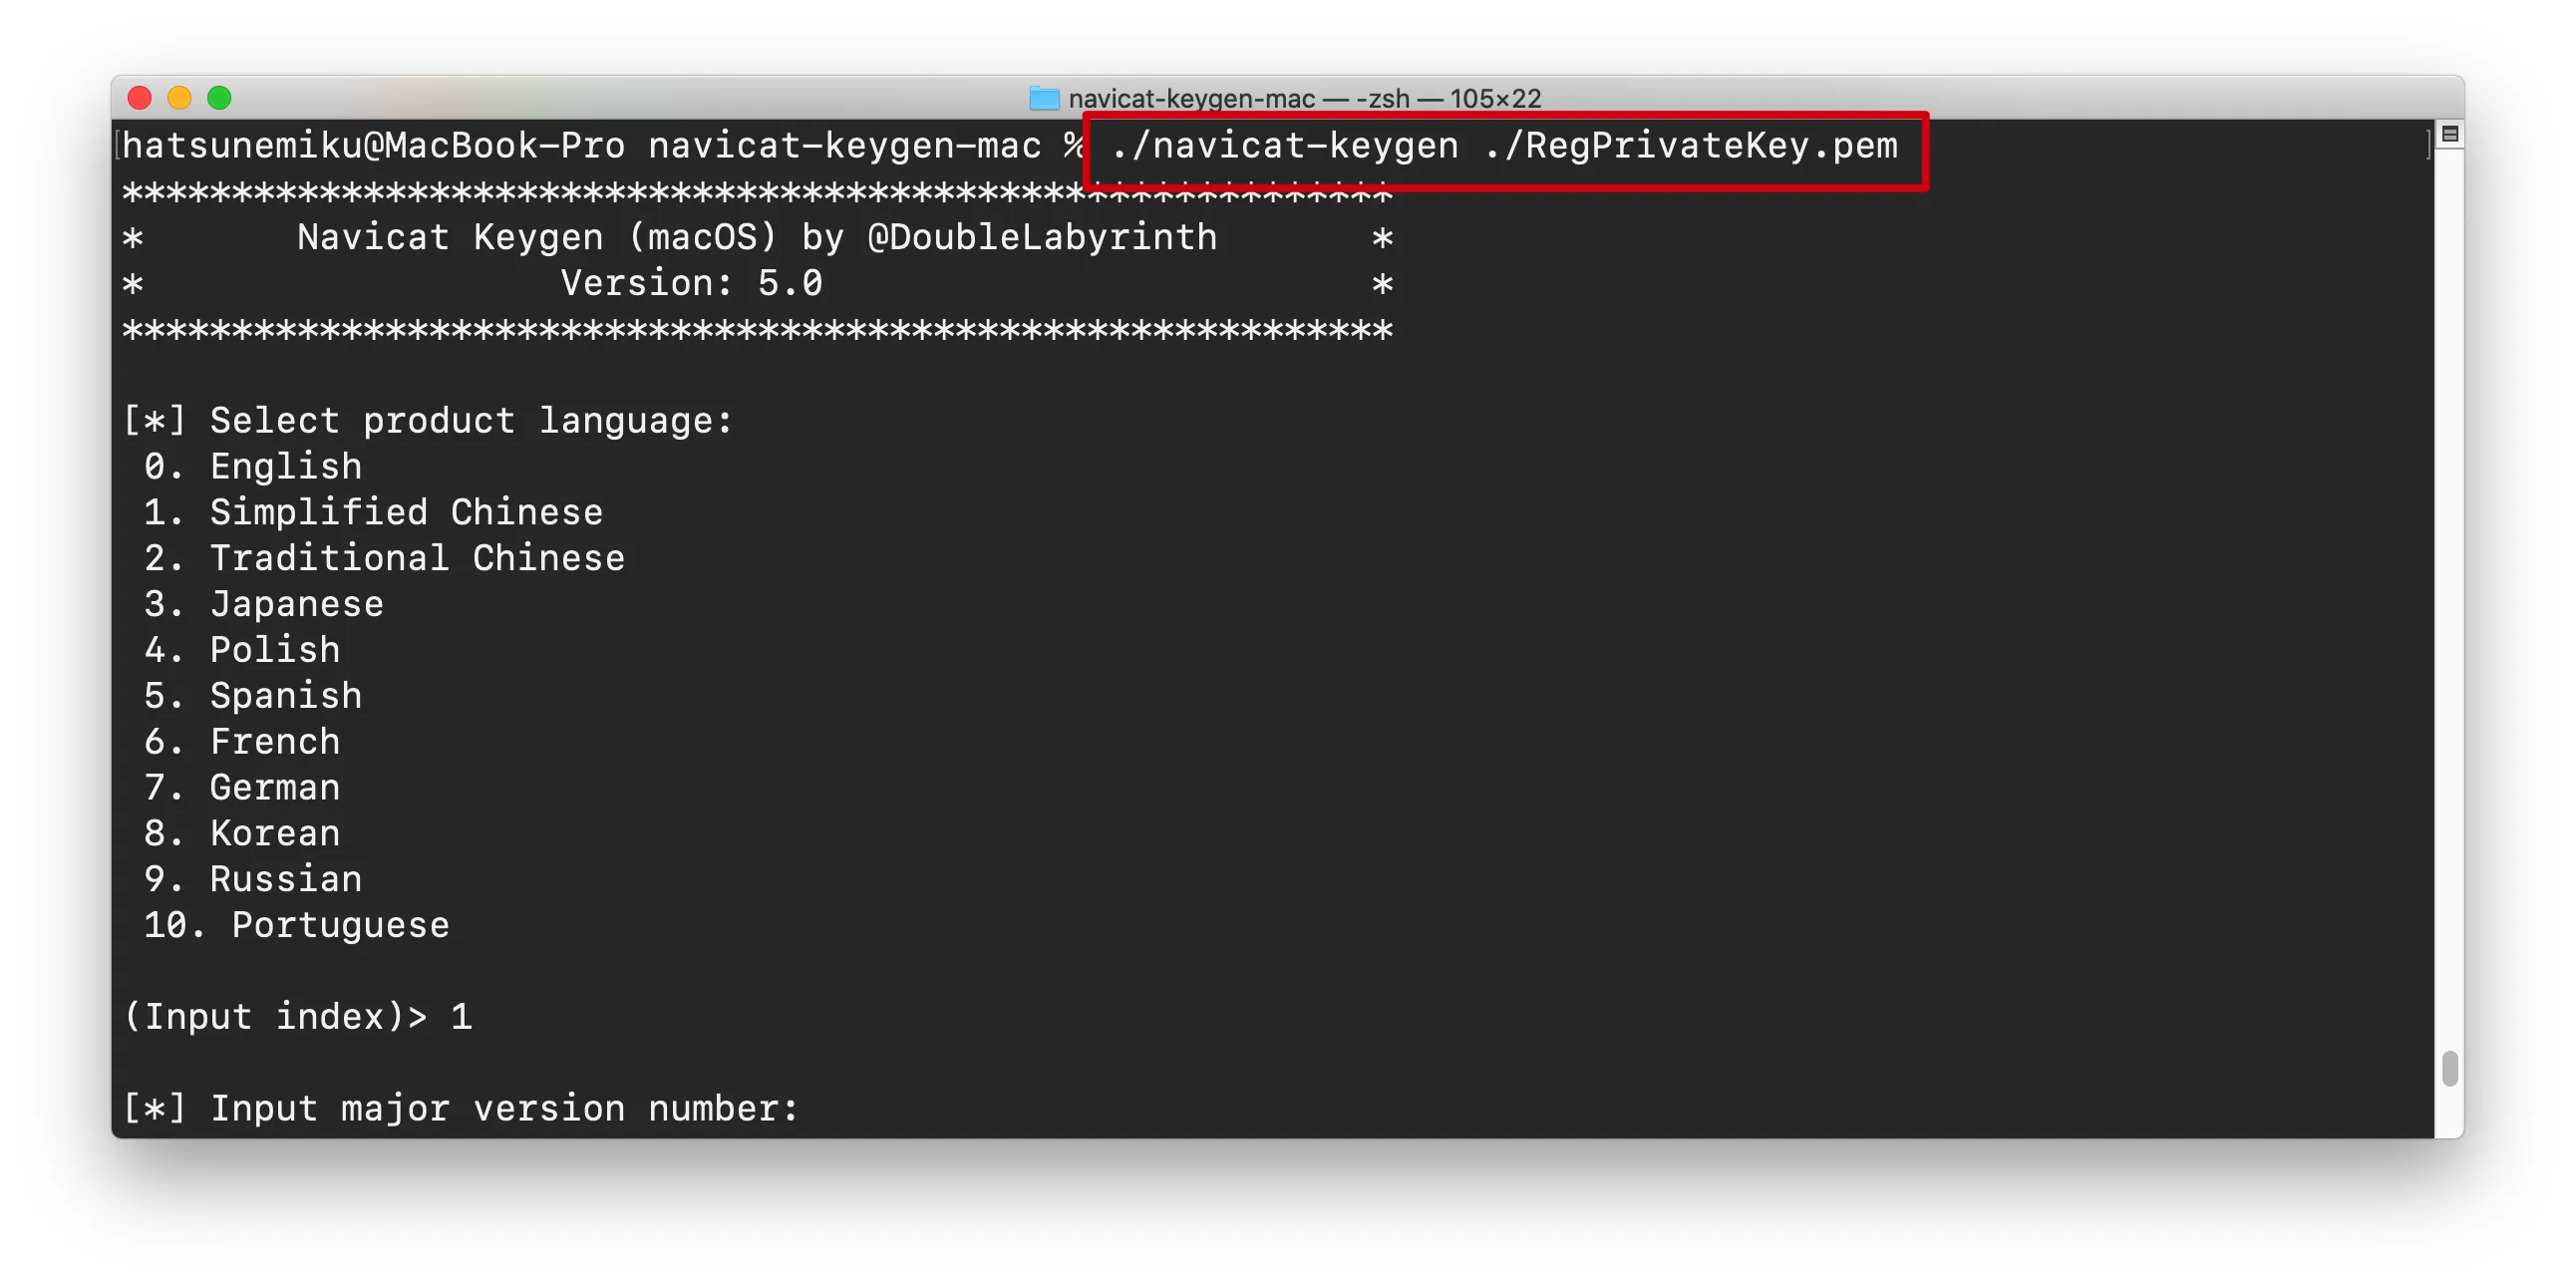 navicat-keygen-mac — -zsh — 105×22
hatsunemiku@MacBook-Pro navicat-keygen-mac % ./navicat-keygen ./RegPrivateKey.pem
**********************************************************
*       Navicat Keygen (macOS) by @DoubleLabyrinth       *
*                   Version: 5.0                         *
**********************************************************
[*] Select product language:
0. English
1. Simplified Chinese
2. Traditional Chinese
3. Japanese
4. Polish
5. Spanish
6. French
7. German
8. Korean
9. Russian
10. Portuguese
(Input index)> 1
[*] Input major version number: